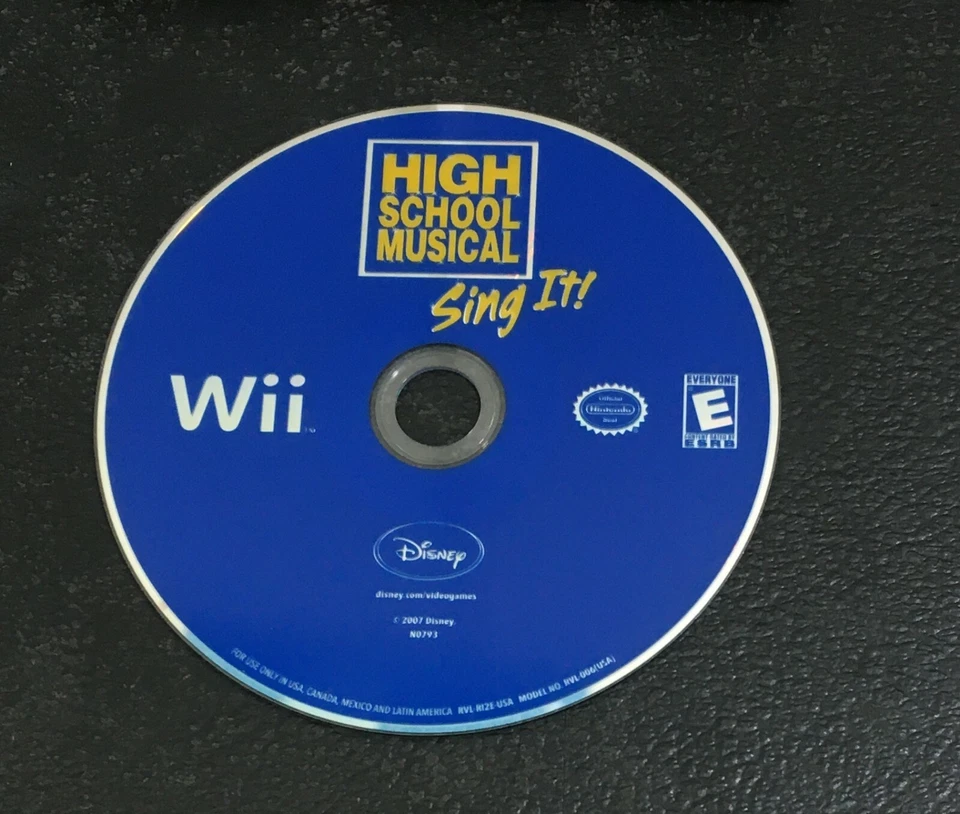 HIGH
SCHOOL
MUSICAL
Sing It!
Wii
Official
Nintendo
Seal
EVERYONE
E
CONTENT RATED BY
ESRB
Disney
disney.com/videogames
© 2007 Disney.
N0793
FOR USE ONLY IN USA, CANADA, MEXICO AND LATIN AMERICA RVL-RI2E-USA MODEL NO. RVL-006(USA)